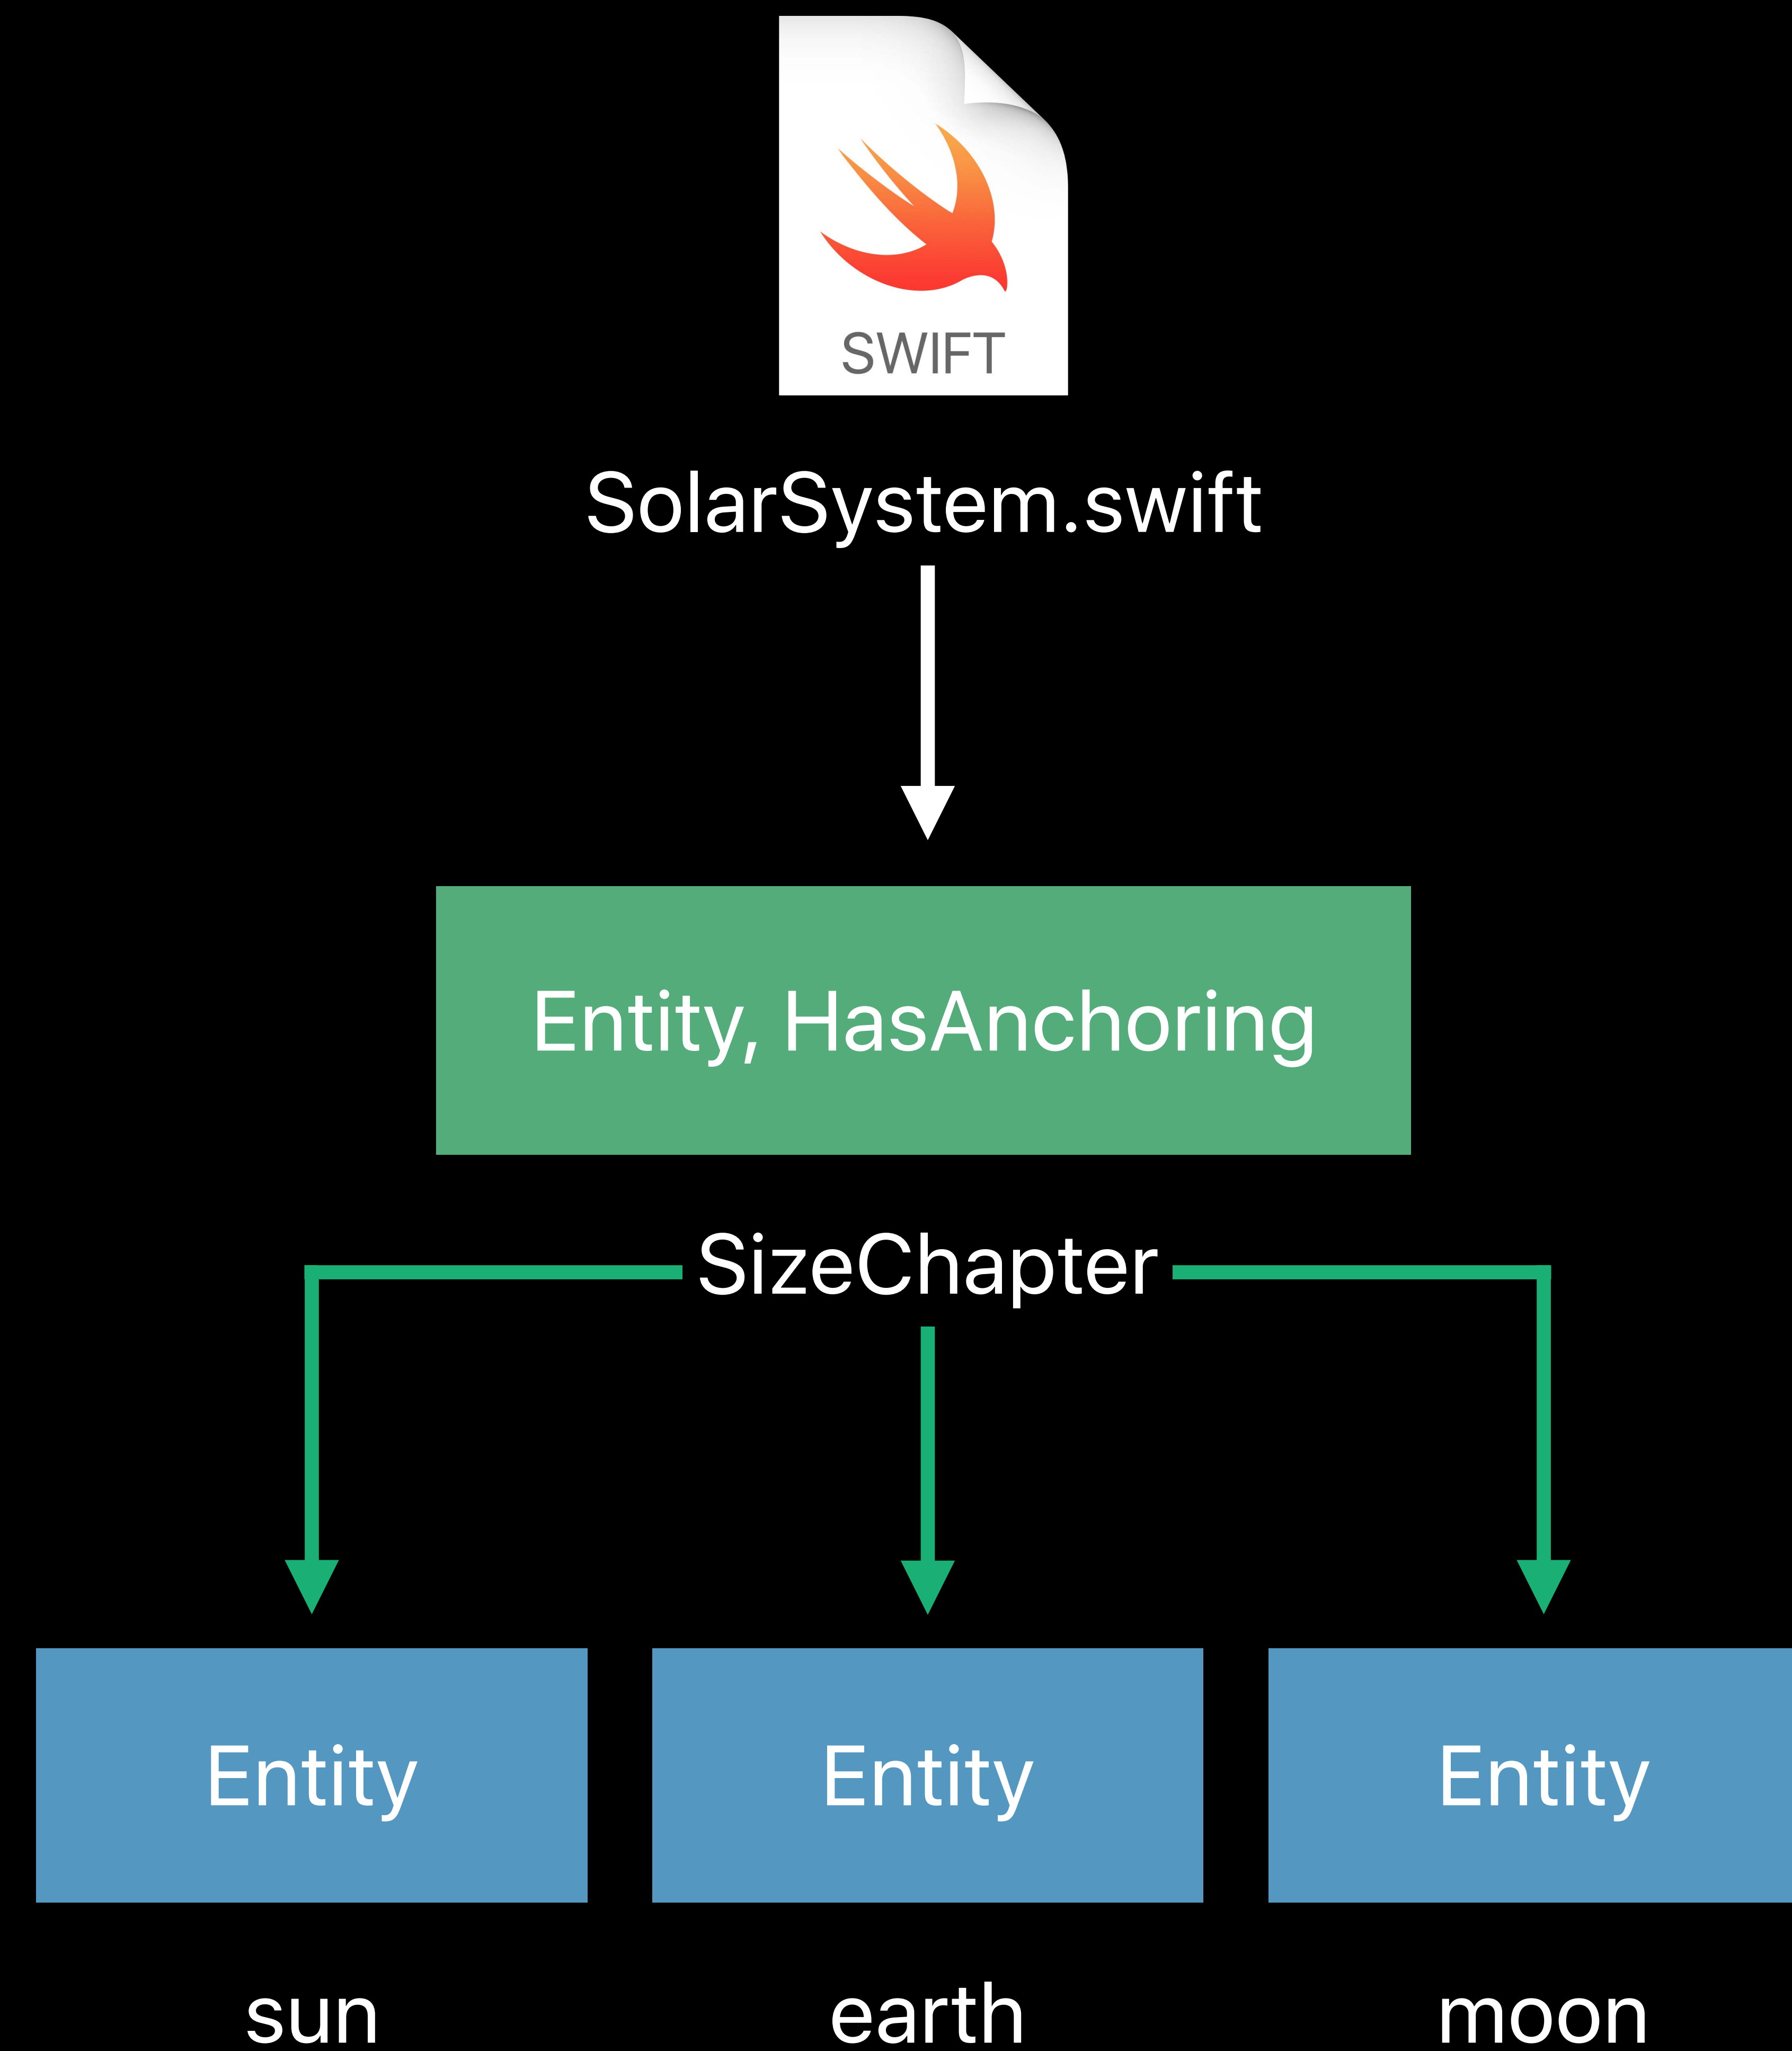 SWIFT
SolarSystem.swift
Entity, HasAnchoring
SizeChapter
Entity
Entity
Entity
sun
earth
moon